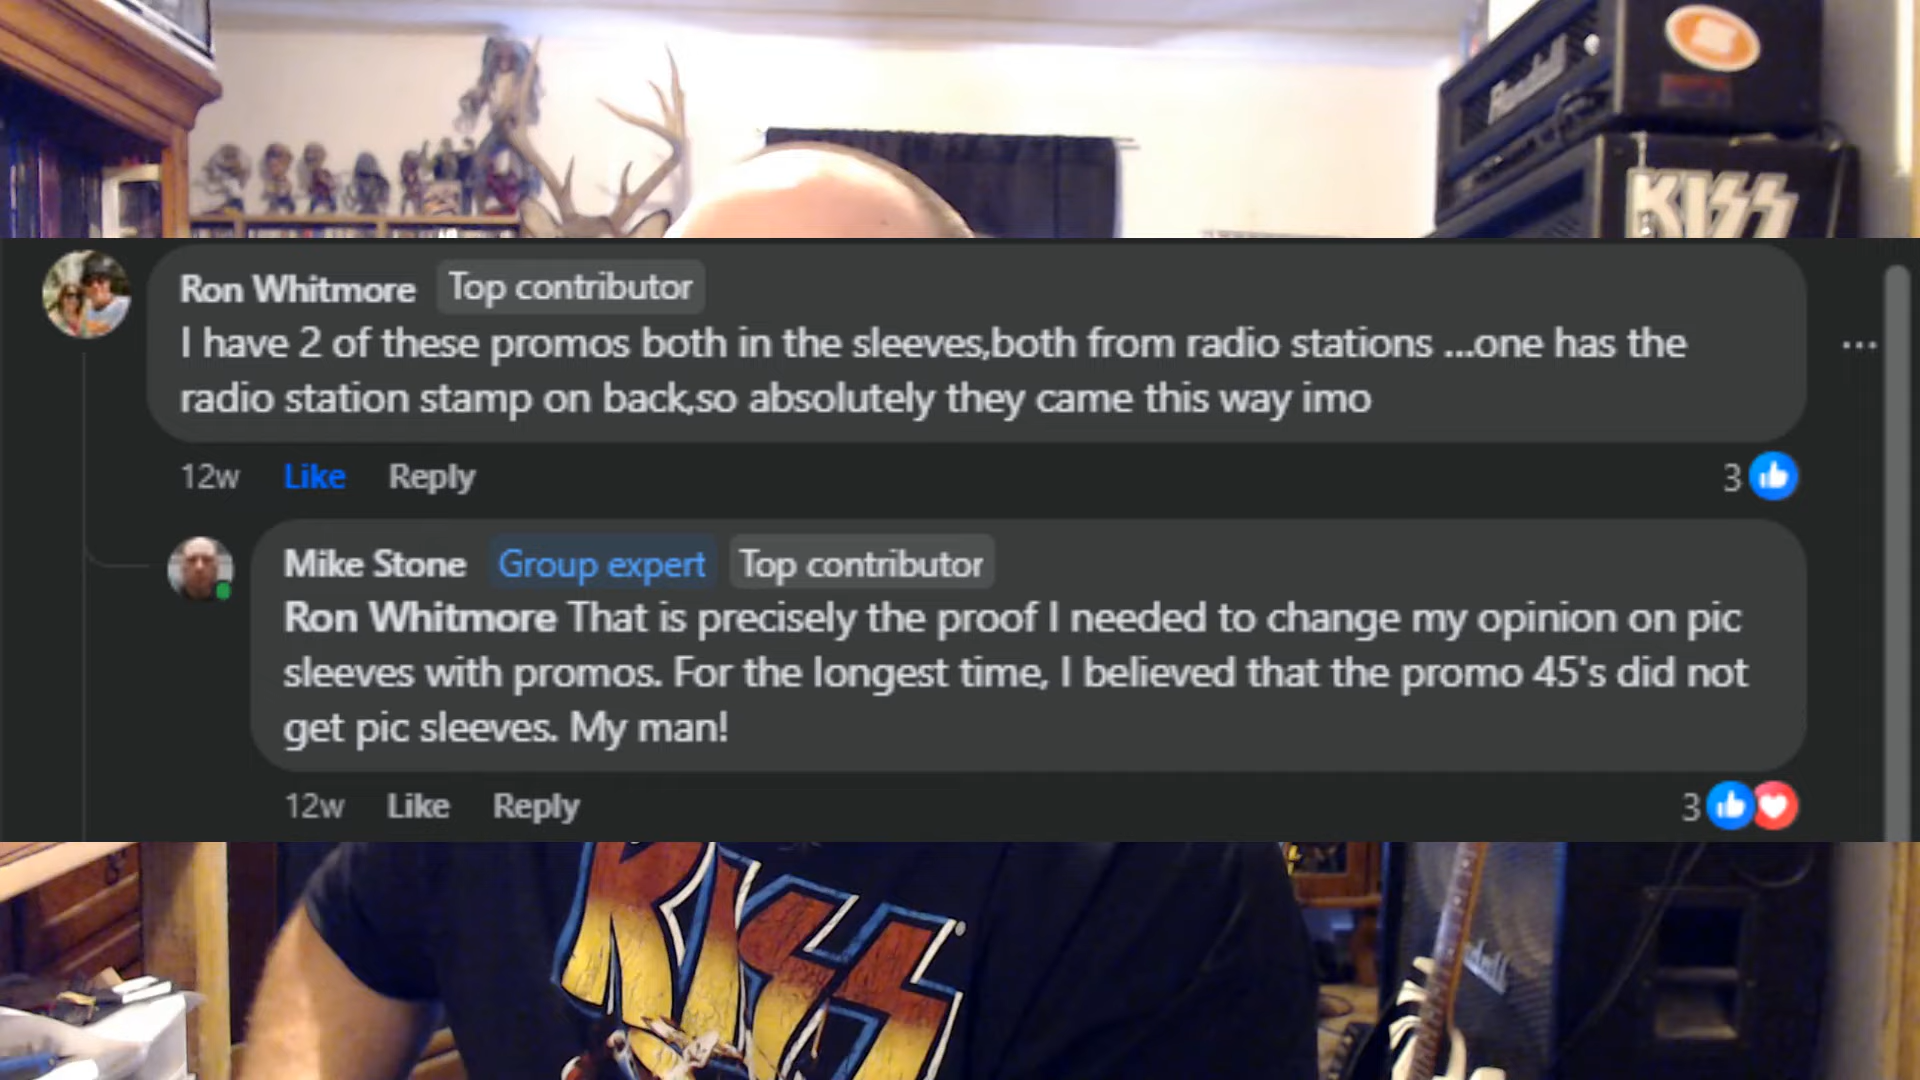 Randall
KISS
Ron Whitmore Top contributor
I have 2 of these promos both in the sleeves,both from radio stations ...one has the
radio station stamp on back,so absolutely they came this way imo
12w Like Reply
3
Mike Stone Group expert Top contributor
Ron Whitmore That is precisely the proof I needed to change my opinion on pic
sleeves with promos. For the longest time, I believed that the promo 45's did not
get pic sleeves. My man!
12w Like Reply
3
KISS